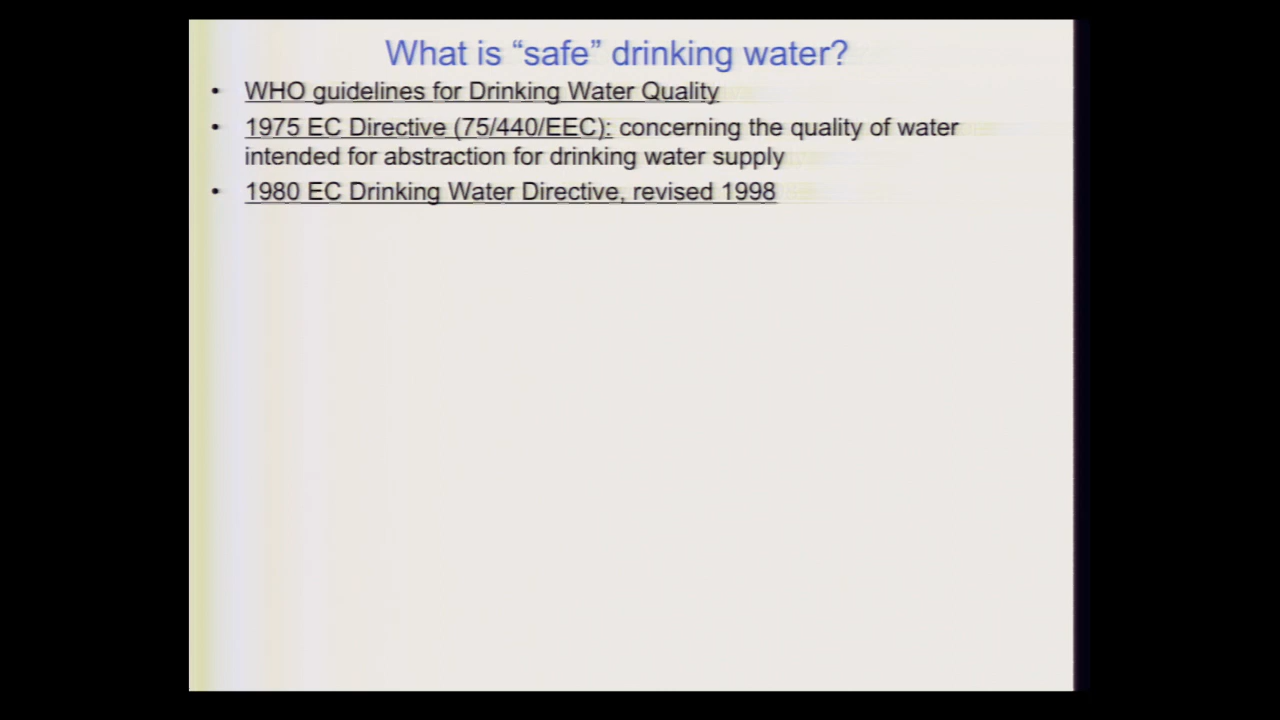 What is “safe” drinking water?
• WHO guidelines for Drinking Water Quality
• 1975 EC Directive (75/440/EEC): concerning the quality of water
intended for abstraction for drinking water supply
• 1980 EC Drinking Water Directive, revised 1998